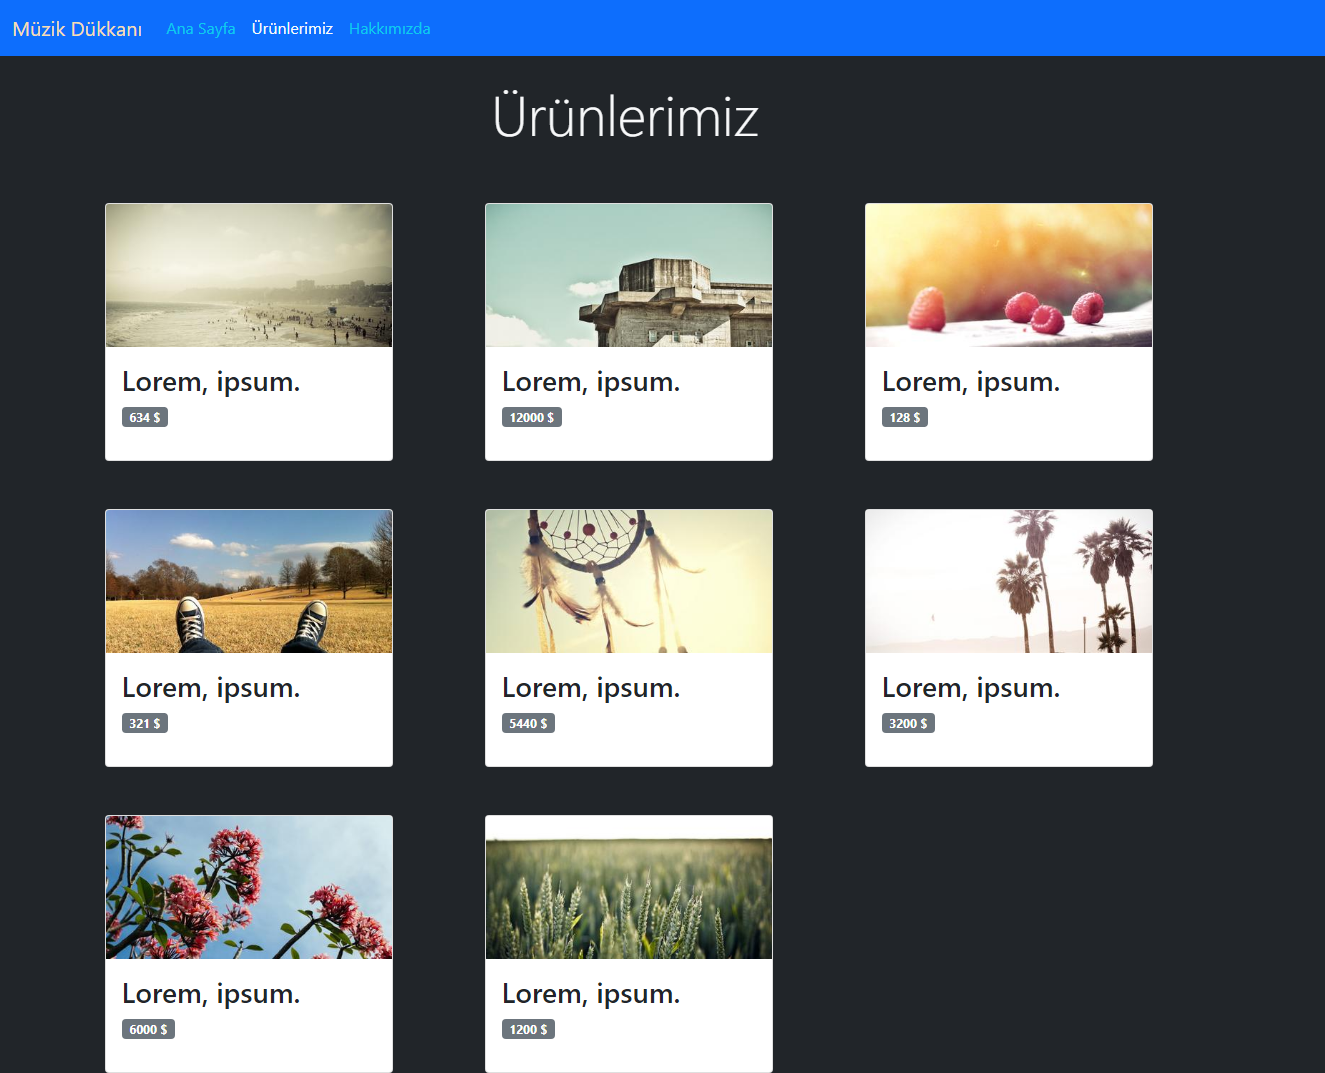 Müzik Dükkanı Ana Sayfa Ürünlerimiz Hakkımızda
Ürünlerimiz
Lorem, ipsum.
634 $
Lorem, ipsum.
12000 $
Lorem, ipsum.
128 $
Lorem, ipsum.
321 $
Lorem, ipsum.
5440 $
Lorem, ipsum.
3200 $
Lorem, ipsum.
6000 $
Lorem, ipsum.
1200 $